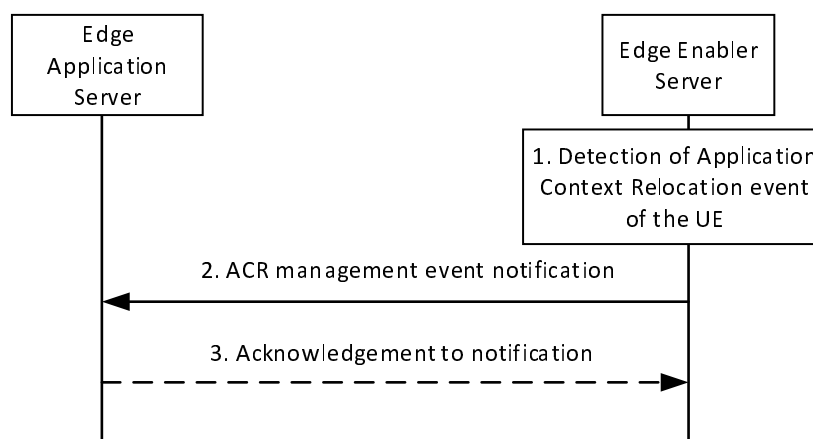 Edge
Application
Server
Edge Enabler
Server
1. Detection of Application
Context Relocation event
of the UE
2. ACR management event notification
3. Acknowledgement to notification